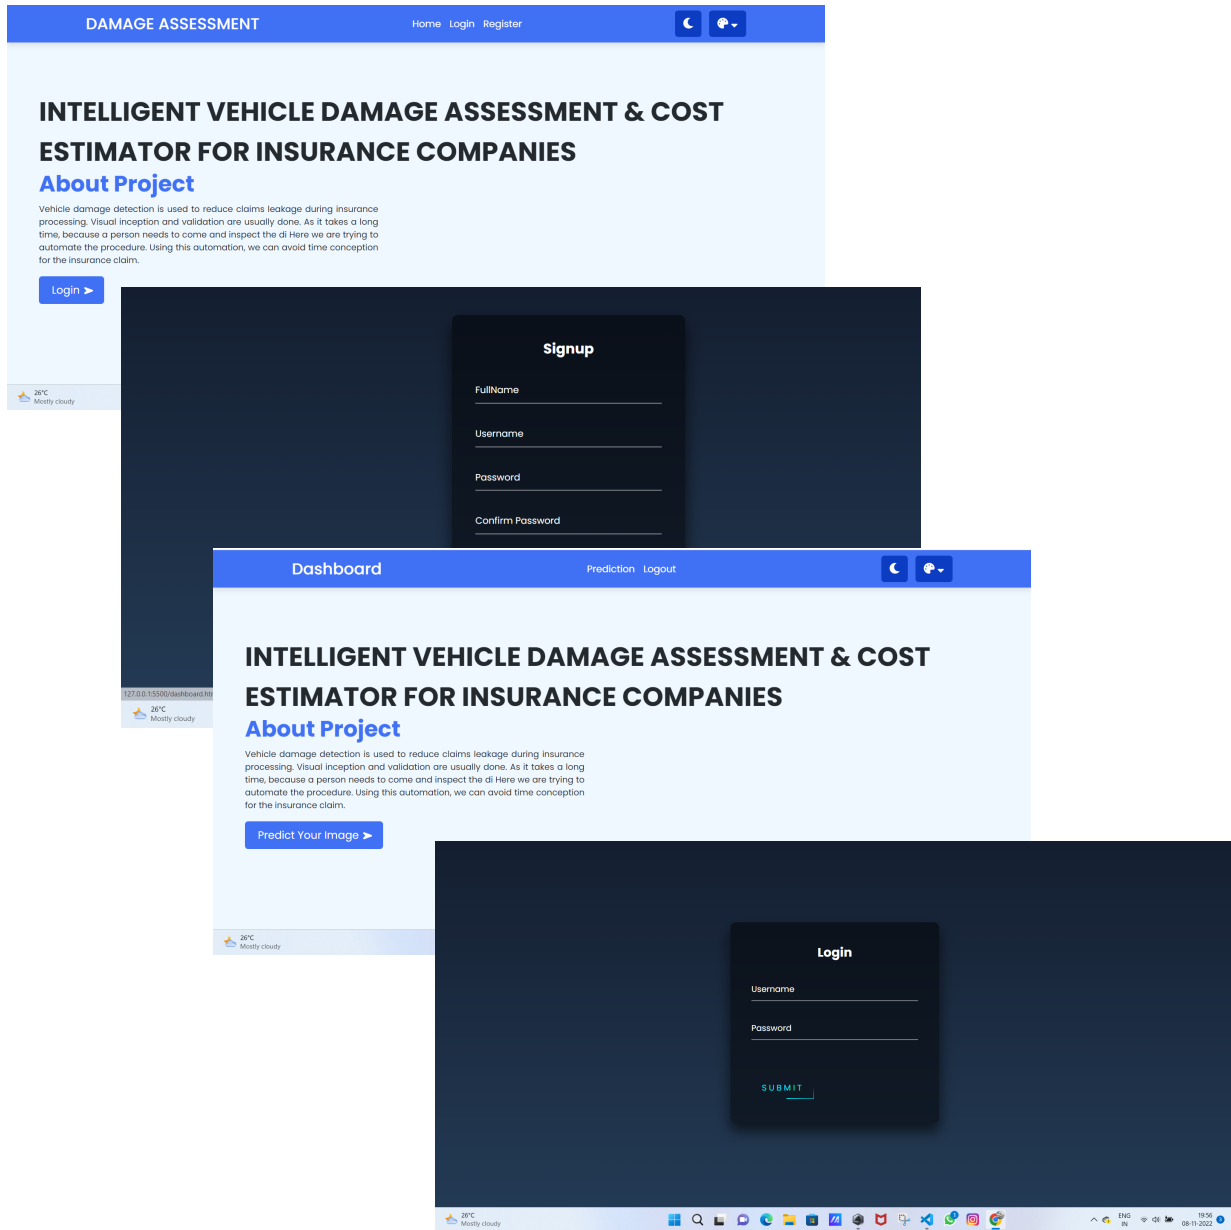 DAMAGE ASSESSMENT
Home Login Register
INTELLIGENT VEHICLE DAMAGE ASSESSMENT & COST
ESTIMATOR FOR INSURANCE COMPANIES
About Project
Vehicle damage detection is used to reduce claims leakage during insurance
processing. Visual inception and validation are usually done. As it takes a long
time, because a person needs to come and inspect the di Here we are trying to
automate the procedure. Using this automation, we can avoid time conception
for the insurance claim.
Login
26°C
Mostly cloudy
Signup
FullName
Username
Password
Confirm Password
127.0.0.1:5500/dashboard.htm
26°C
Mostly cloudy
Dashboard
Prediction Logout
INTELLIGENT VEHICLE DAMAGE ASSESSMENT & COST
ESTIMATOR FOR INSURANCE COMPANIES
About Project
Vehicle damage detection is used to reduce claims leakage during insurance
processing. Visual inception and validation are usually done. As it takes a long
time, because a person needs to come and inspect the di Here we are trying to
automate the procedure. Using this automation, we can avoid time conception
for the insurance claim.
Predict Your Image
26°C
Mostly cloudy
Login
Username
Password
SUBMIT
26°C
Mostly cloudy
ENG
IN
19:56
08-11-2022